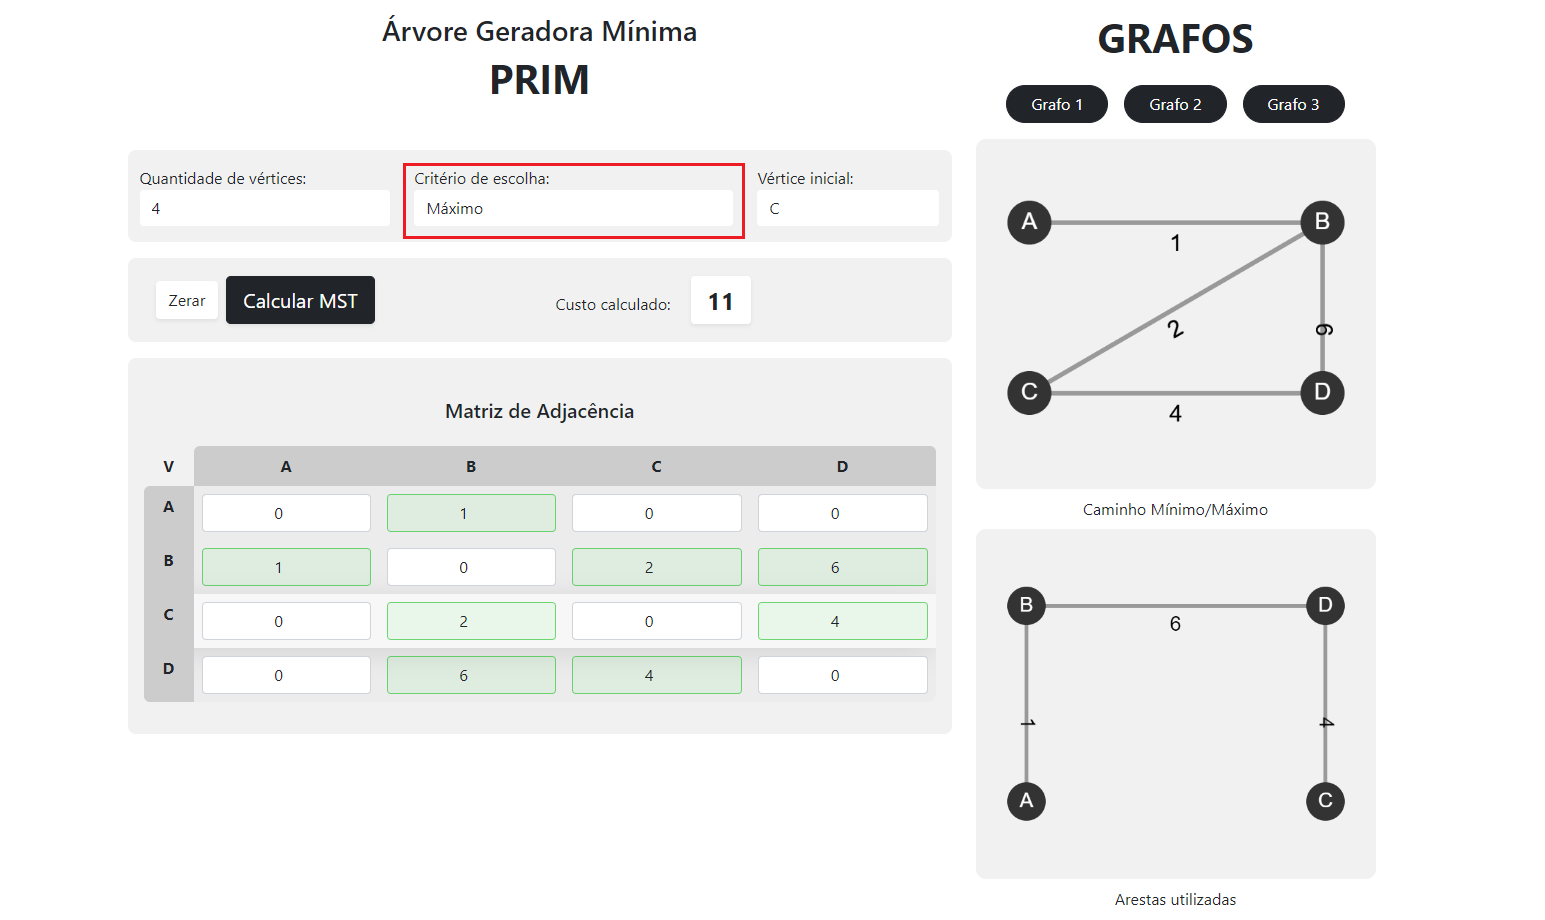 Árvore Geradora Mínima
PRIM
Quantidade de vértices:
4
Critério de escolha:
Máximo
Vértice inicial:
C
Zerar
Calcular MST
Custo calculado:
11
Matriz de Adjacência
V A B C D
A 0 1 0 0
B 1 0 2 6
C 0 2 0 4
D 0 6 4 0
GRAFOS
Grafo 1
Grafo 2
Grafo 3
A B
1
2
6
C D
4
Caminho Mínimo/Máximo
B D
6
1
4
A C
Arestas utilizadas